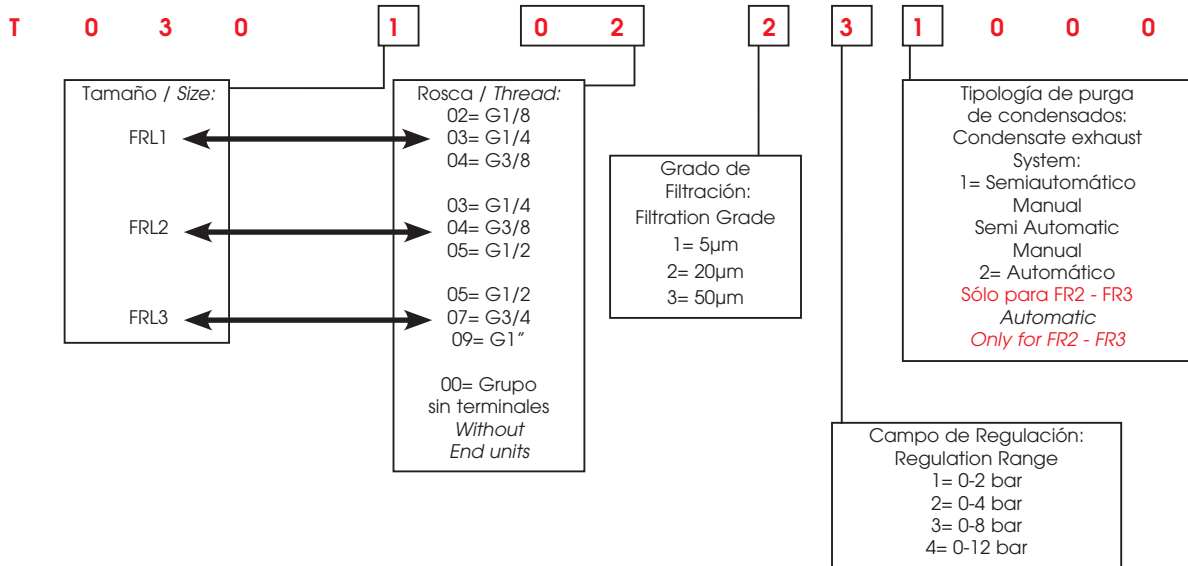 T 0 3 0 1 0 2 2 3 1 0 0 0
Tamaño / Size:
FRL1
FRL2
FRL3
Rosca / Thread:
02= G1/8
03= G1/4
04= G3/8
03= G1/4
04= G3/8
05= G1/2
05= G1/2
07= G3/4
09= G1”
00= Grupo
sin terminales
Without
End units
Grado de
Filtración:
Filtration Grade
1= 5µm
2= 20µm
3= 50µm
Tipología de purga
de condensados:
Condensate exhaust
System:
1= Semiautomático
Manual
Semi Automatic
Manual
2= Automático
Sólo para FR2 - FR3
Automatic
Only for FR2 - FR3
Campo de Regulación:
Regulation Range
1= 0-2 bar
2= 0-4 bar
3= 0-8 bar
4= 0-12 bar